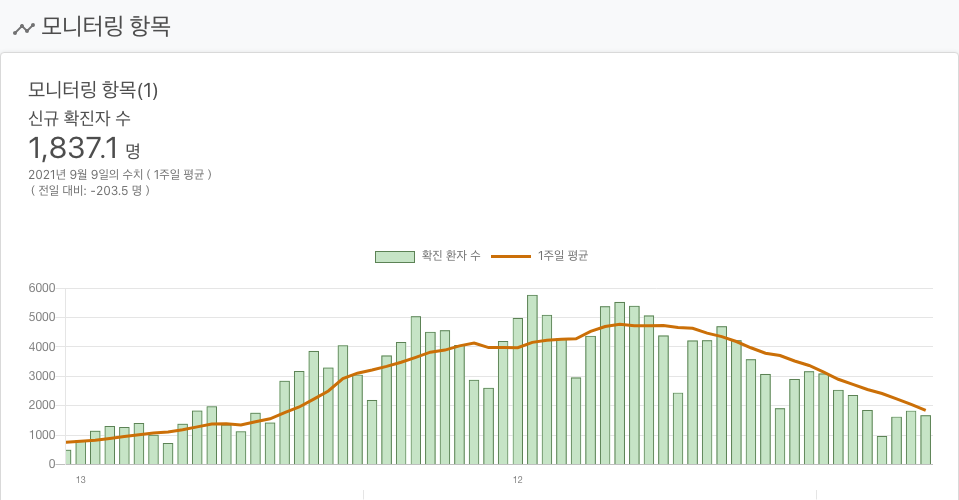 모니터링 항목
모니터링 항목(1)
신규 확진자 수
1,837.1 명
2021년 9월 9일의 수치 ( 1주일 평균 )
( 전일 대비: -203.5 명 )
확진 환자 수 1주일 평균
6000
5000
4000
3000
2000
1000
0
13 12